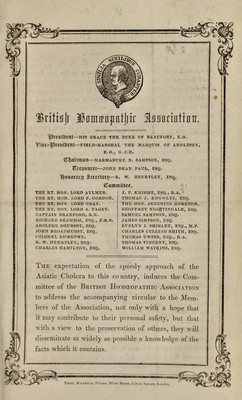 SIMILIA SIMILIBUS CURANTUR
British Homœopathic Association.
President—HIS GRACE THE DUKE OF BEAUFORT, K.G.
Vice-President—FIELD-MARSHAL THE MARQUIS OF ANGLESEY,
K.G., G.C.B.
Chairman—MARMADUKE B. SAMPSON, ESQ.
Treasurer—JOHN DEAN PAUL, ESQ.
Honorary Secretary—R. W. HEURTLEY, ESQ.
Committee.
THE RT. HON. LORD AYLMER.
THE RT. HON. LORD F. GORDON.
THE RT. HON. LORD GRAY.
THE RT. HON. LORD A. PAGET.
CAPTAIN BRANFORD, R.N.
EDWARD BEAMISH, ESQ., F.R.S.
ADOLPHE COURSOT, ESQ.
JOHN BROADHURST, ESQ.
COLONEL DISBROWE.
R. W. HEURTLEY, ESQ.
CHARLES HAMILTON, ESQ.
J. P. KNIGHT, ESQ., R.A.
THOMAS J. KNOWLYS, ESQ.
THE HON. AUGUSTUS MORETON.
GEOFFREY NIGHTINGALE, ESQ.
SAMUEL SAMPSON, ESQ.
JAMES SIMPSON, ESQ.
EVELYN J. SHIRLEY, ESQ., M.P.
CHARLES CULLEDO SMITH, ESQ.
THOMAS UWINS, ESQ., R.A.
THOMAS VINCENT, ESQ.
WILLIAM WATKINS, ESQ.
THE expectation of the speedy approach of the
Asiatic Cholera to this country, induces the Com-
mittee of the BRITISH HOMŒOPATHIC ASSOCIATION
to address the accompanying circular to the Mem-
bers of the Association, not only with a hope that
it may contribute to their personal safety, but that
with a view to the preservation of others, they will
disseminate as widely as possible a knowledge of the
facts which it contains.